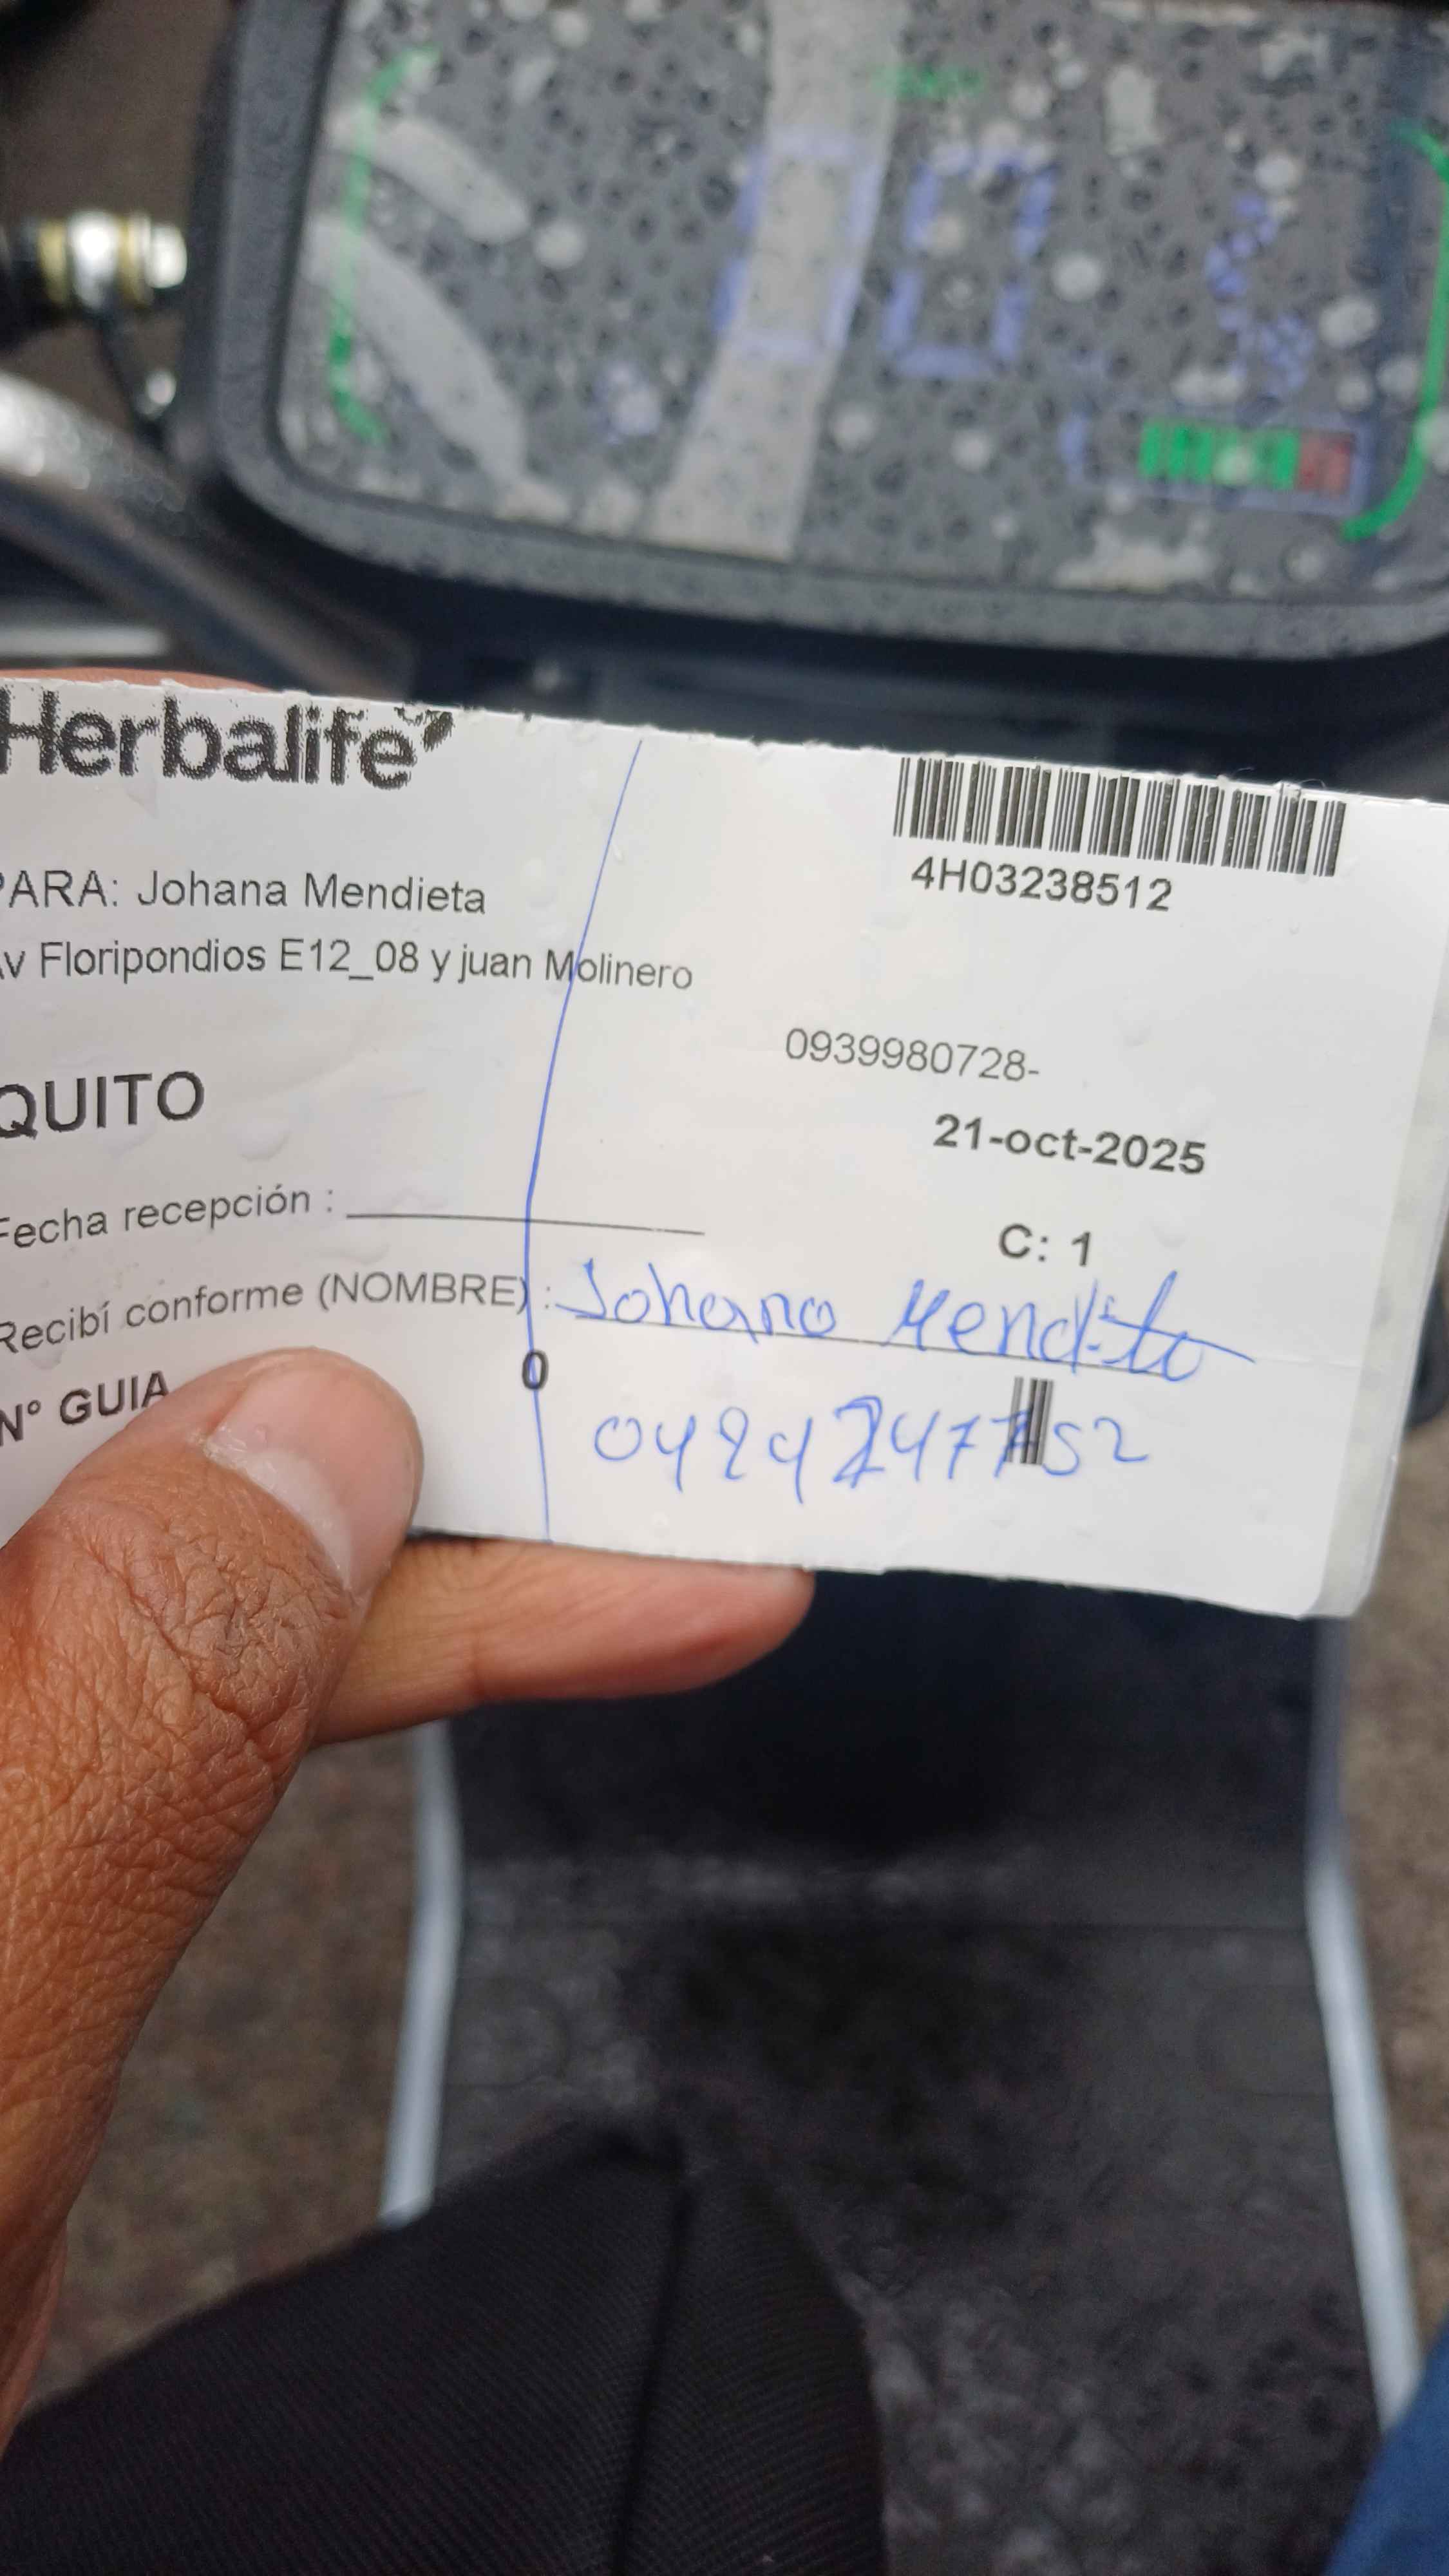 Herbalife
PARA: Johana Mendieta
Av Floripondios E12_08 y juan Molinero
QUITO
Fecha recepción :
Recibí conforme (NOMBRE) :
N° GUIA
0
4H03238512
0939980728-
21-oct-2025
C: 1
Johana Mendieta